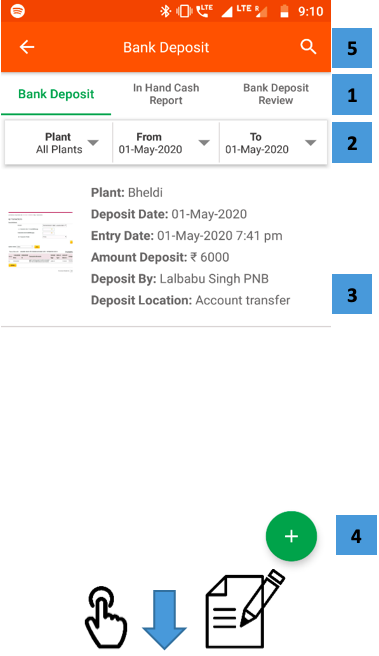 LTE LTE R 9:10
Bank Deposit
5
Bank Deposit
In Hand Cash
Report
Bank Deposit
Review
1
Plant
All Plants
From
01-May-2020
To
01-May-2020
2
Plant: Bheldi
Deposit Date: 01-May-2020
Entry Date: 01-May-2020 7:41 pm
Amount Deposit: ₹ 6000
Deposit By: Lalbabu Singh PNB
Deposit Location: Account transfer
3
+
4